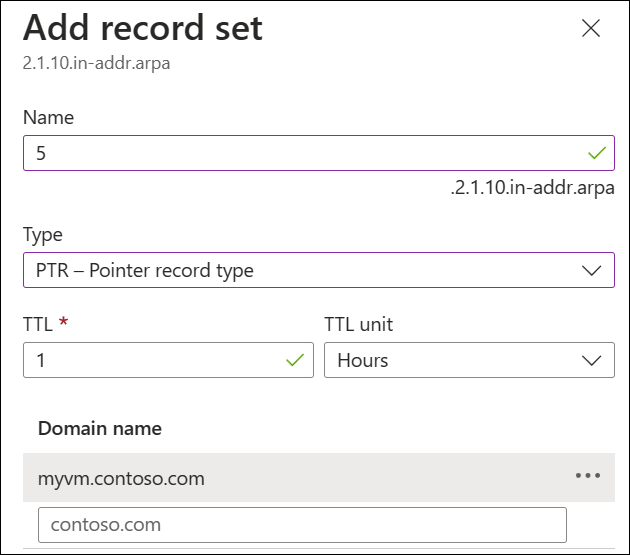 Add record set
2.1.10.in-addr.arpa
Name
5
.2.1.10.in-addr.arpa
Type
PTR – Pointer record type
TTL * TTL unit
1 Hours
Domain name
myvm.contoso.com
contoso.com